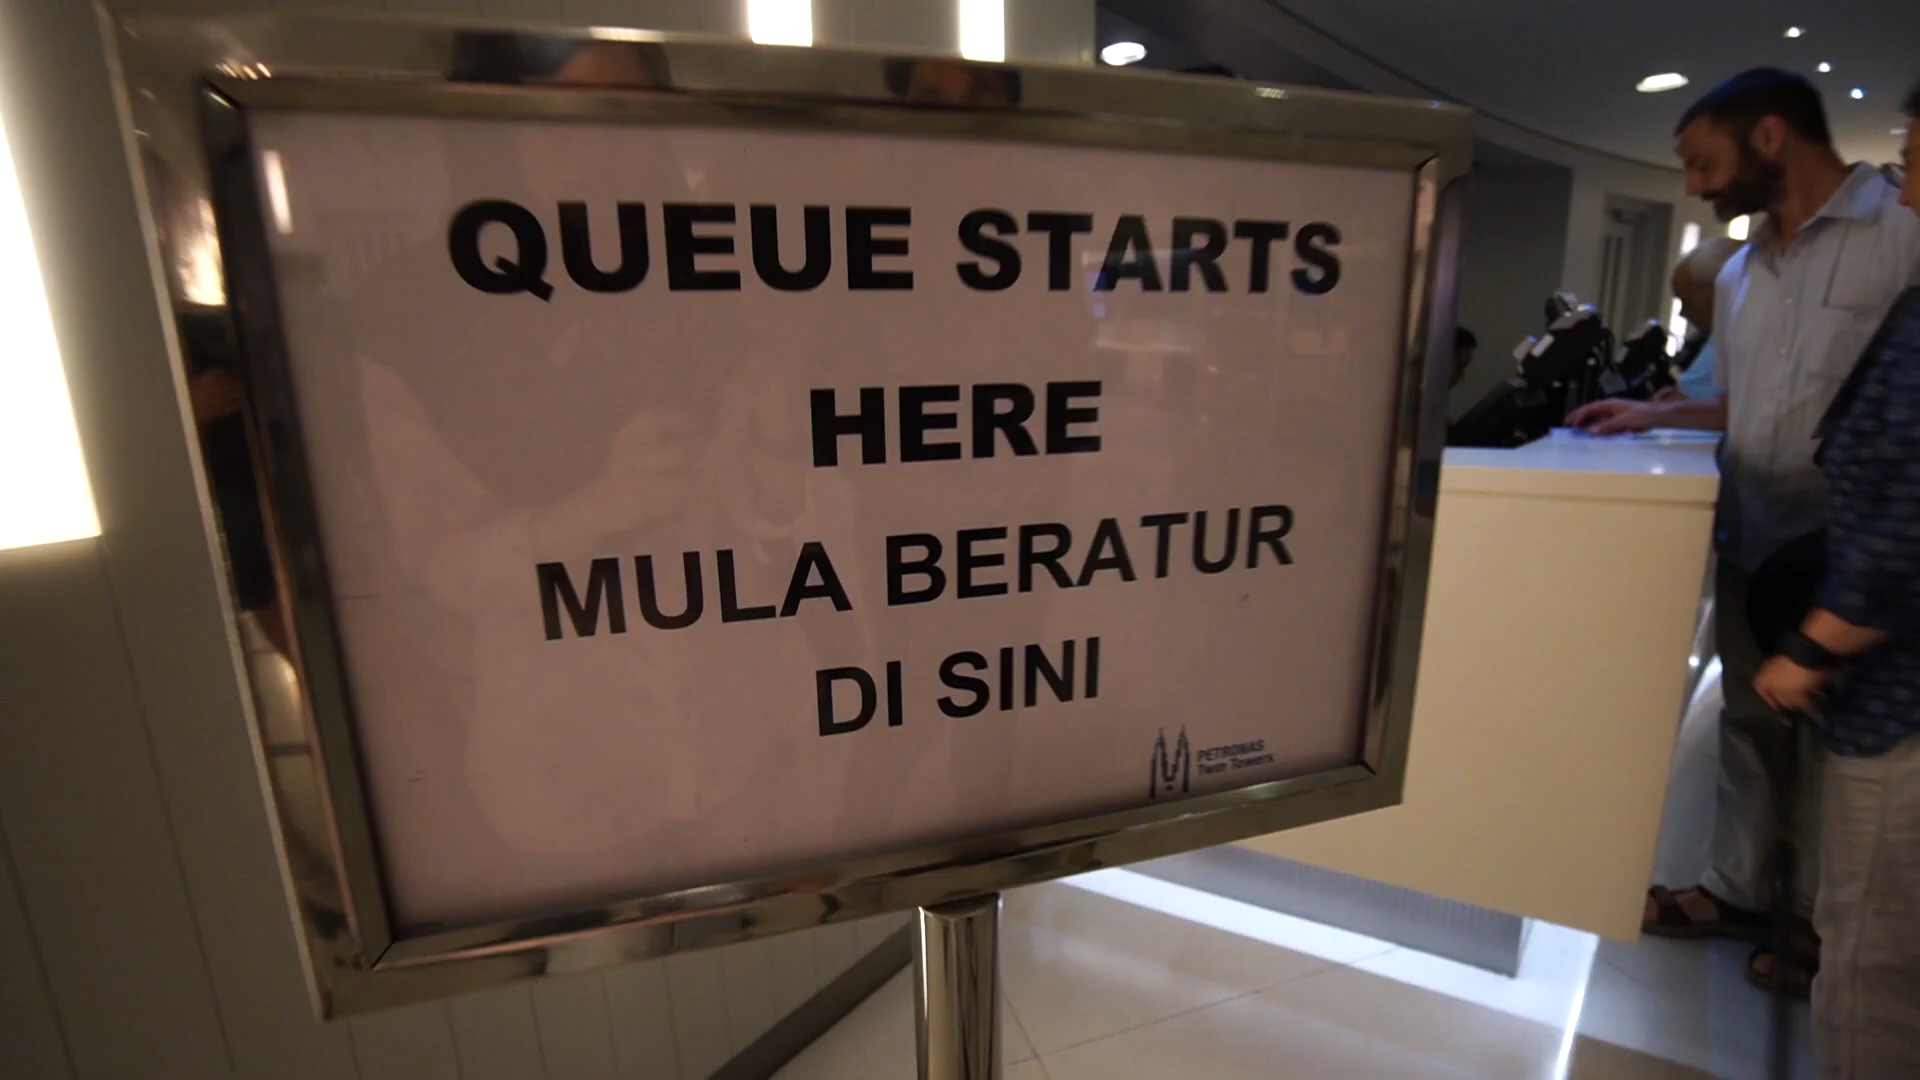 QUEUE STARTS
HERE
MULA BERATUR
DI SINI
PETRONAS
Twin Towers